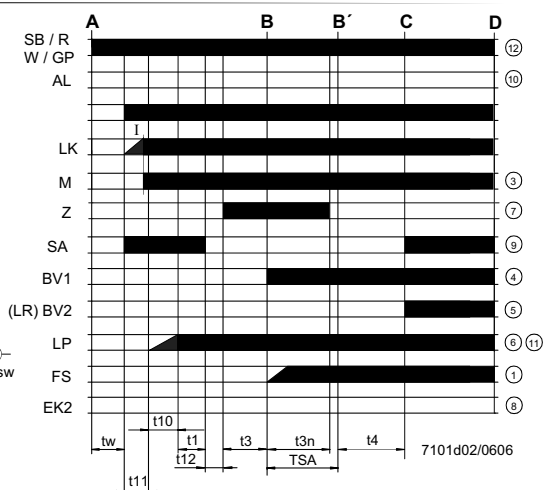 A B B´ C D
SB / R
W / GP
12
AL
10
I
LK
M
3
Z
7
SA
9
BV1
4
(LR) BV2
5
LP
6 11
sw
FS
1
EK2
8
t10
tw
t1
t3
t3n
t4
7101d02/0606
t12
TSA
t11